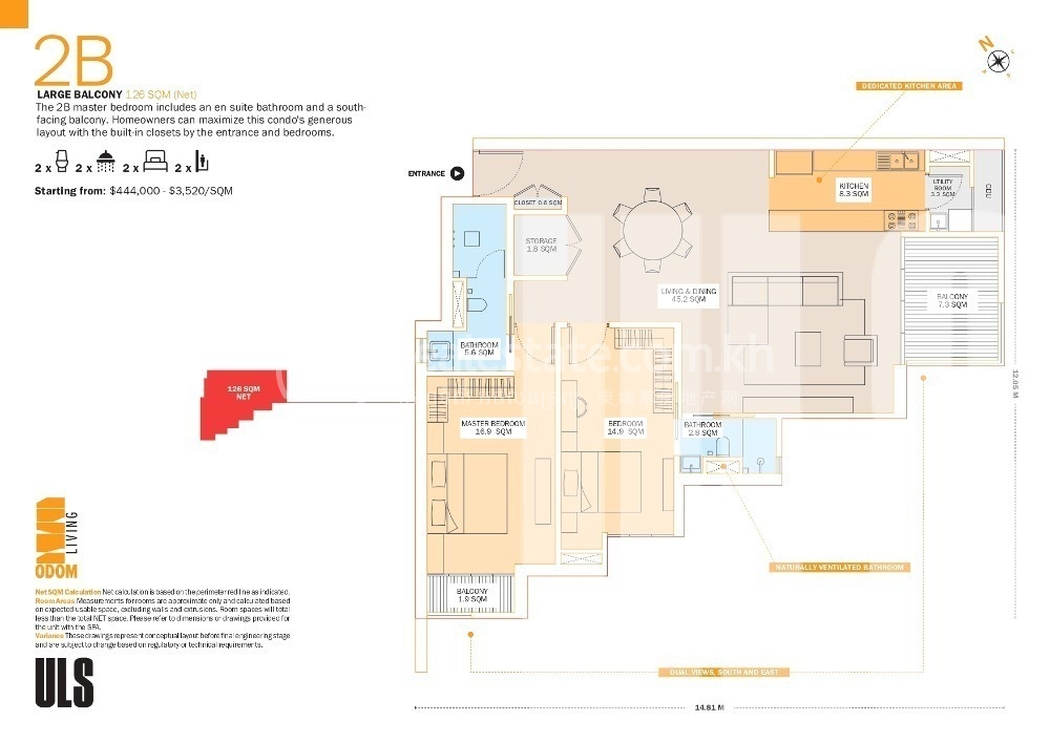 2B
LARGE BALCONY 126 SQM (Net)
The 2B master bedroom includes an en suite bathroom and a south-
facing balcony. Homeowners can maximize this condo's generous
layout with the built-in closets by the entrance and bedrooms.
2 x 2 x 2 x 2 x
Starting from: $444,000 - $3,520/SQM
N
DEDICATED KITCHEN AREA
ENTRANCE
KITCHEN
8.3 SQM
UTILITY
ROOM
3.3 SQM
CDU
CLOSET 0.6 SQM
STORAGE
1.8 SQM
LIVING & DINING
45.2 SQM
BALCONY
7.3 SQM
BATHROOM
5.6 SQM
126 SQM
NET
MASTER BEDROOM
16.9 SQM
BEDROOM
14.9 SQM
BATHROOM
2.8 SQM
12.05 M
NATURALLY VENTILATED BATHROOM
BALCONY
1.9 SQM
DUAL VIEWS, SOUTH AND EAST
14.81 M
ODOM
LIVING
Net SQM Calculation Net calculation is based on the perimeter red line as indicated.
Room Areas Measurements for rooms are approximate only and calculated based
on expected usable space, excluding walls and extrusions. Room spaces will total
less than the total NET space. Please refer to dimensions or drawings provided for
the unit with the SPA.
Variance These drawings represent conceptual layout before final engineering stage
and are subject to change based on regulatory or technical requirements.
ULS